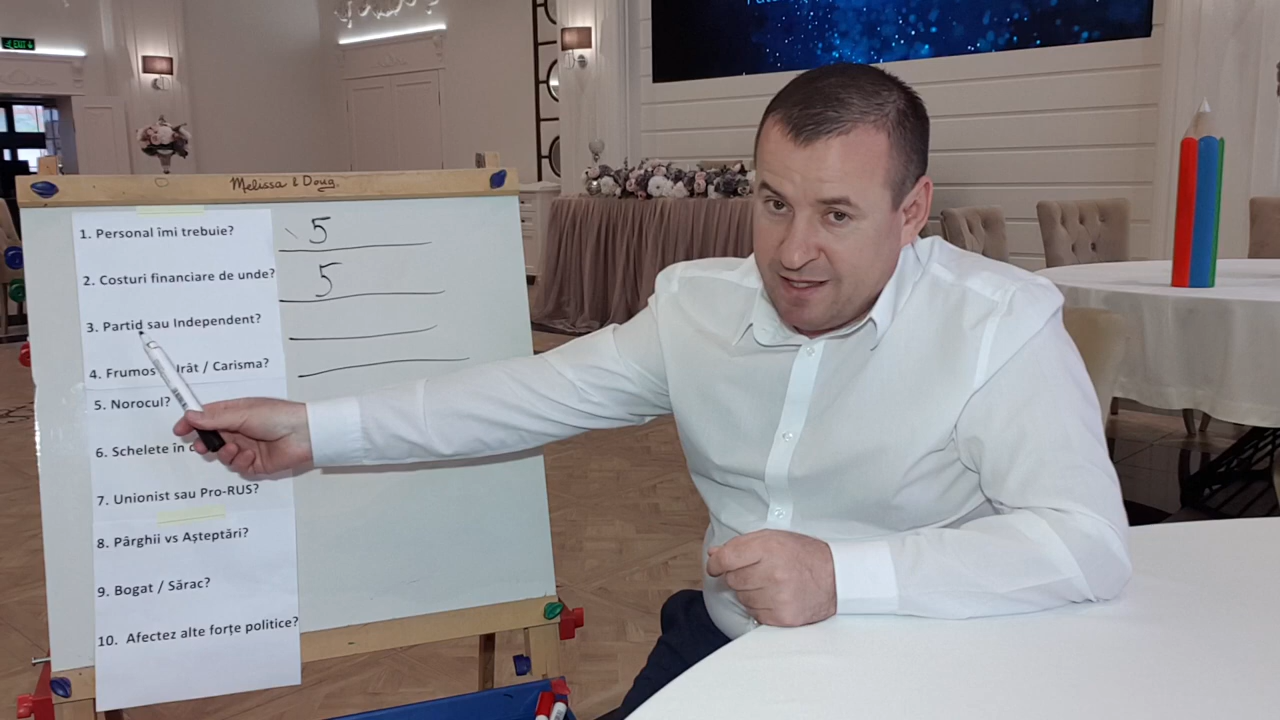 EXIT
Melissa & Doug
1. Personal îmi trebuie? 5
2. Costuri financiare de unde? 5
3. Partid sau Independent?
4. Frumos / Carisma?
5. Norocul?
6. Schelete în
7. Unionist sau Pro-RUS?
8. Pârghii vs Așteptări?
9. Bogat / Sărac?
10. Afectez alte forțe politice?